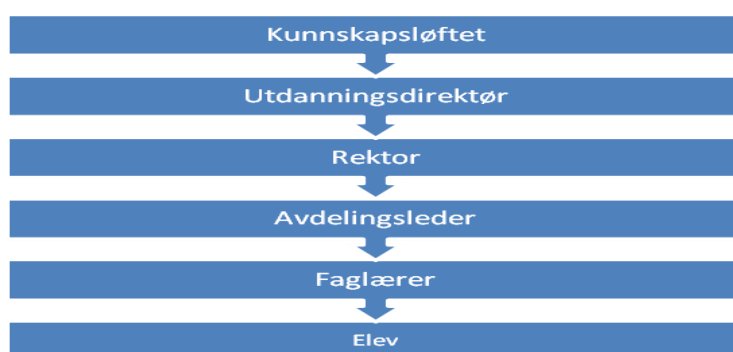 Kunnskapsløftet
Utdanningsdirektør
Rektor
Avdelingsleder
Faglærer
Elev